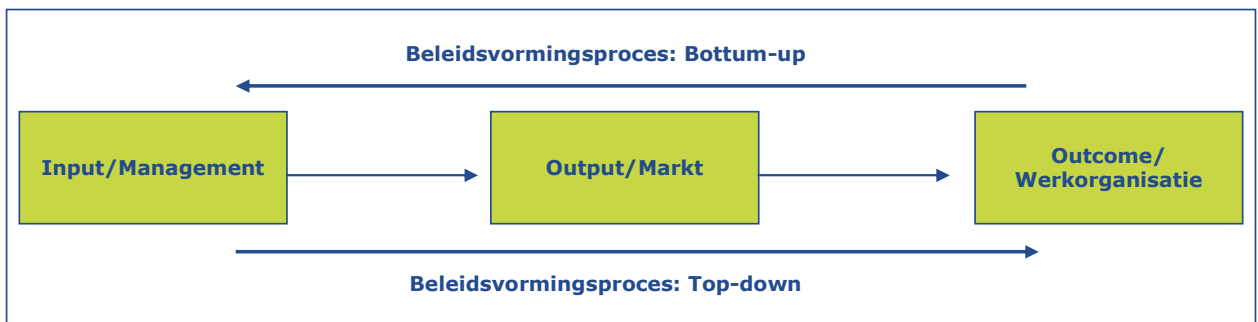 Beleidsvormingsproces: Bottum-up
Input/Management
Output/Markt
Outcome/
Werkorganisatie
Beleidsvormingsproces: Top-down